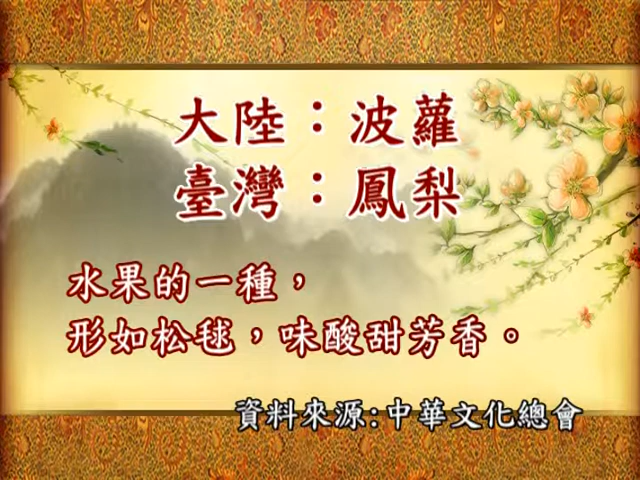 大陸：波蘿
臺灣：鳳梨
水果的一種，
形如松毬，味酸甜芳香。
資料來源:中華文化總會